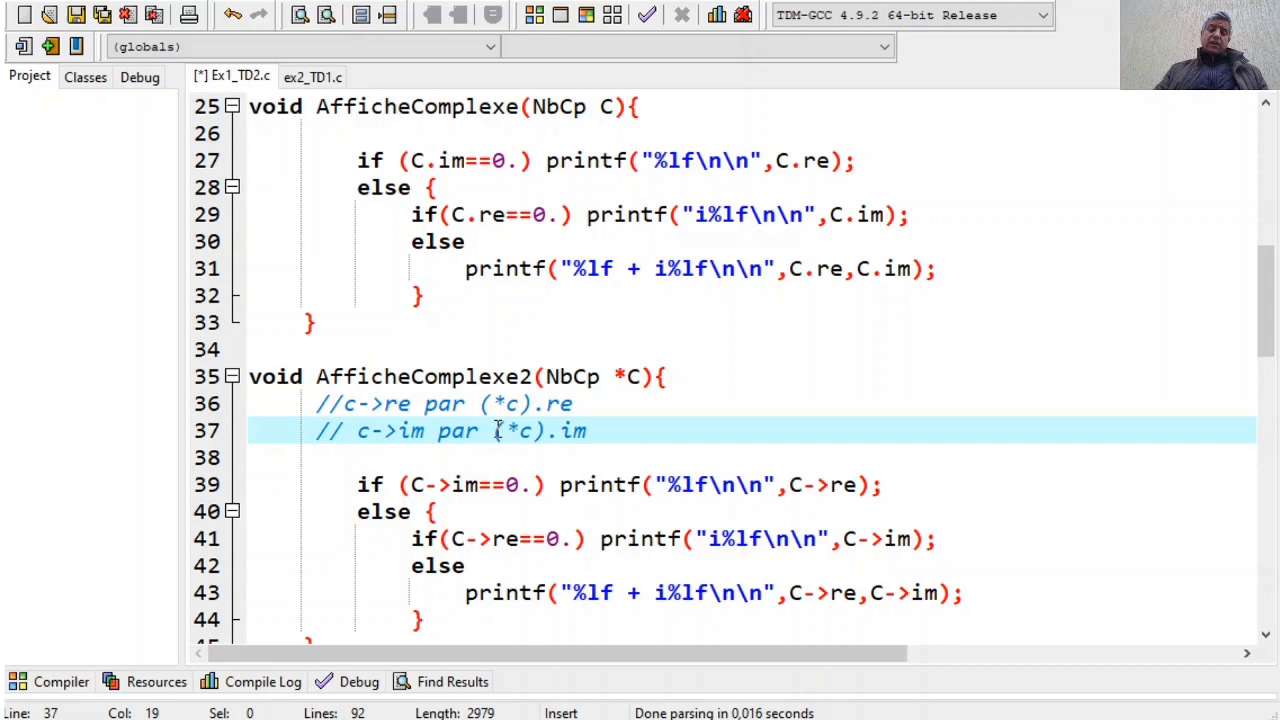 TDM-GCC 4.9.2 64-bit Release
(globals)
Project Classes Debug [*] Ex1_TD2.c ex2_TD1.c
25 void AfficheComplexe(NbCp C){
26
27 if (C.im==0.) printf("%lf\n\n",C.re);
28 else {
29 if(C.re==0.) printf("i%lf\n\n",C.im);
30 else
31 printf("%lf + i%lf\n\n",C.re,C.im);
32 }
33 }
34
35 void AfficheComplexe2(NbCp *C){
36 //c->re par (*c).re
37 // c->im par (*c).im
38
39 if (C->im==0.) printf("%lf\n\n",C->re);
40 else {
41 if(C->re==0.) printf("i%lf\n\n",C->im);
42 else
43 printf("%lf + i%lf\n\n",C->re,C->im);
44 }
Compiler Resources Compile Log Debug Find Results
Line: 37 Col: 19 Sel: 0 Lines: 92 Length: 2979 Insert Done parsing in 0,016 seconds